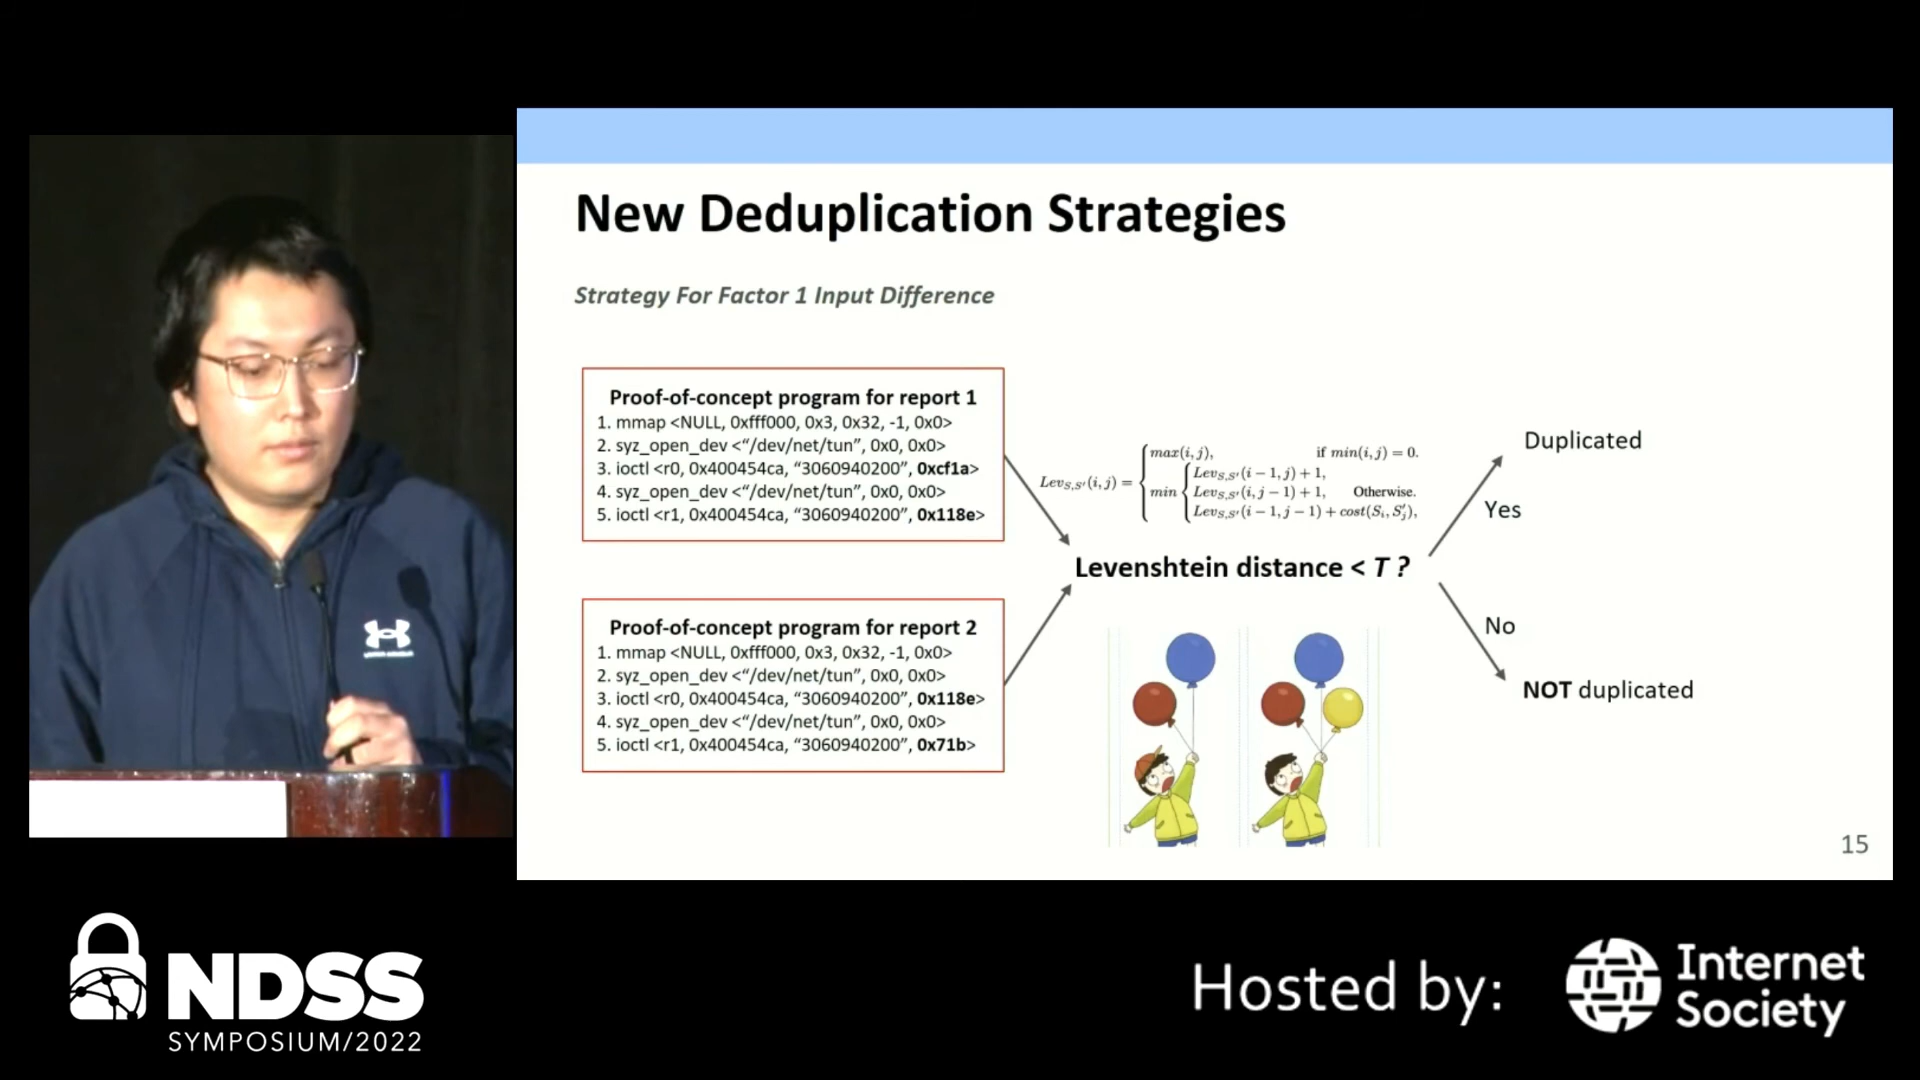 New Deduplication Strategies
Strategy For Factor 1 Input Difference
Proof-of-concept program for report 1
1. mmap <NULL, 0xfff000, 0x3, 0x32, -1, 0x0>
2. syz_open_dev <“/dev/net/tun”, 0x0, 0x0>
3. ioctl <r0, 0x400454ca, “3060940200”, 0xcf1a>
4. syz_open_dev <“/dev/net/tun”, 0x0, 0x0>
5. ioctl <r1, 0x400454ca, “3060940200”, 0x118e>
Proof-of-concept program for report 2
1. mmap <NULL, 0xfff000, 0x3, 0x32, -1, 0x0>
2. syz_open_dev <“/dev/net/tun”, 0x0, 0x0>
3. ioctl <r0, 0x400454ca, “3060940200”, 0x118e>
4. syz_open_dev <“/dev/net/tun”, 0x0, 0x0>
5. ioctl <r1, 0x400454ca, “3060940200”, 0x71b>
max(i, j), if min(i, j) = 0.
Lev_{S,S′}(i, j) = min
Lev_{S,S′}(i − 1, j) + 1,
Lev_{S,S′}(i, j − 1) + 1, Otherwise.
Lev_{S,S′}(i − 1, j − 1) + cost(S_i, S′_j),
Levenshtein distance < T ?
Duplicated
Yes
No
NOT duplicated
15
NDSS
SYMPOSIUM/2022
Hosted by:
Internet
Society